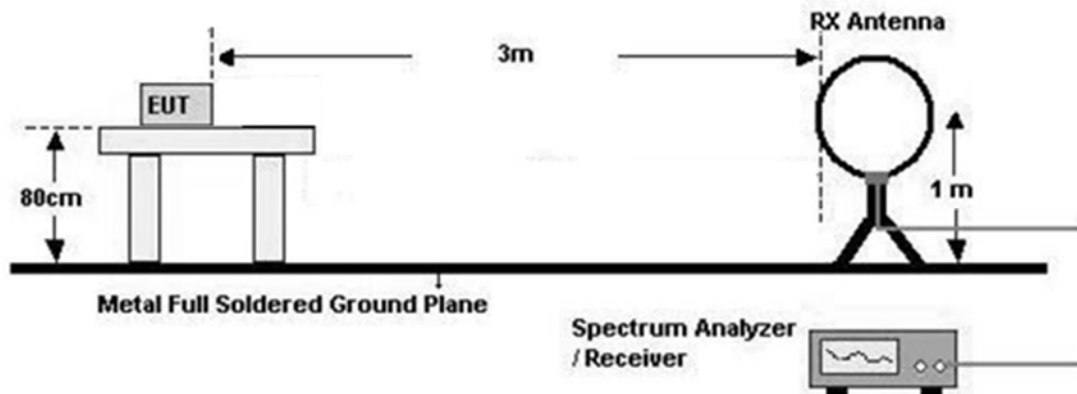 RX Antenna
3m
EUT
80cm
1 m
Metal Full Soldered Ground Plane
Spectrum Analyzer
/ Receiver